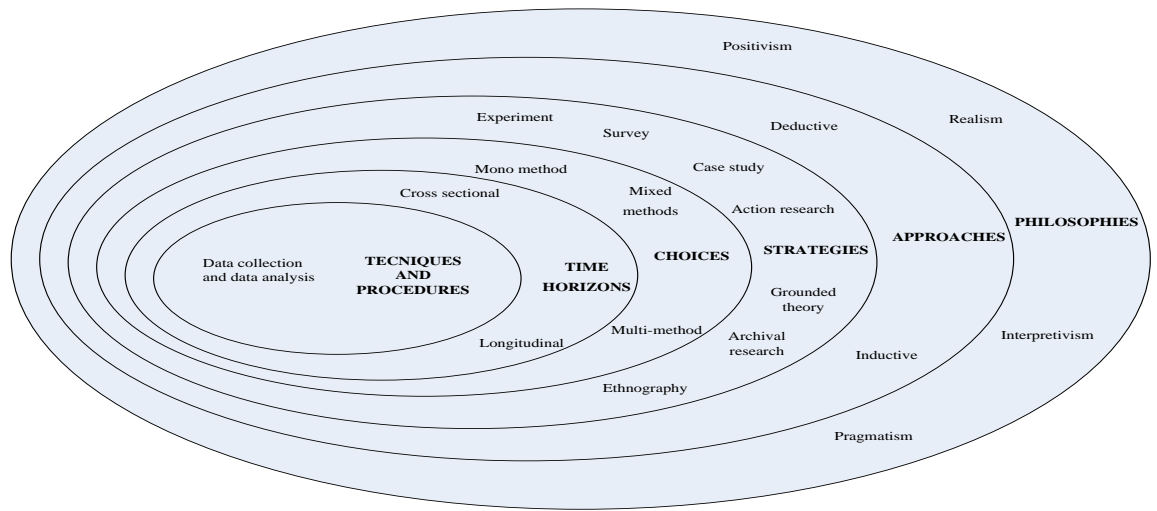 Positivism
Realism
Experiment
Survey
Deductive
Mono method
Case study
Cross sectional
Mixed
methods
Action research
PHILOSOPHIES
APPROACHES
STRATEGIES
CHOICES
TIME
HORIZONS
TECNIQUES
AND
PROCEDURES
Data collection
and data analysis
Grounded
theory
Multi-method
Archival
research
Longitudinal
Interpretivism
Inductive
Ethnography
Pragmatism